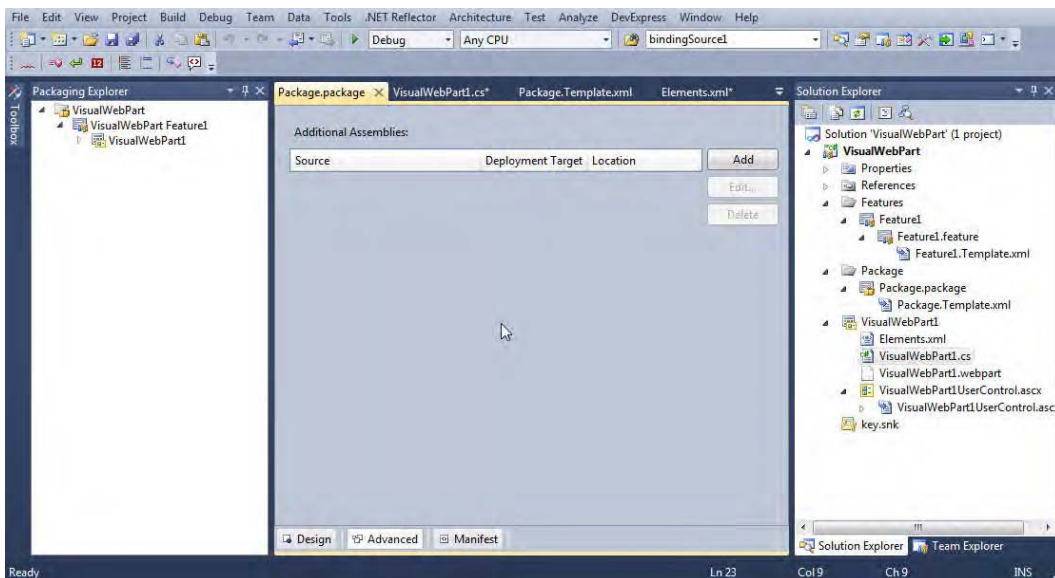 File Edit View Project Build Debug Team Data Tools .NET Reflector Architecture Test Analyze DevExpress Window Help
Debug Any CPU bindingSource1
12
Toolbox
Packaging Explorer
VisualWebPart
VisualWebPart Feature1
VisualWebPart1
Package.package VisualWebPart1.cs* Package.Template.xml Elements.xml*
Additional Assemblies:
Source Deployment Target Location
Add
Edit...
Delete
Design Advanced Manifest
Solution Explorer
Solution 'VisualWebPart' (1 project)
VisualWebPart
Properties
References
Features
Feature1
Feature1.feature
Feature1.Template.xml
Package
Package.package
Package.Template.xml
VisualWebPart1
Elements.xml
VisualWebPart1.cs
VisualWebPart1.webpart
VisualWebPart1UserControl.ascx
VisualWebPart1UserControl.asc
key.snk
Solution Explorer Team Explorer
Ready Ln 23 Col 9 Ch 9 INS